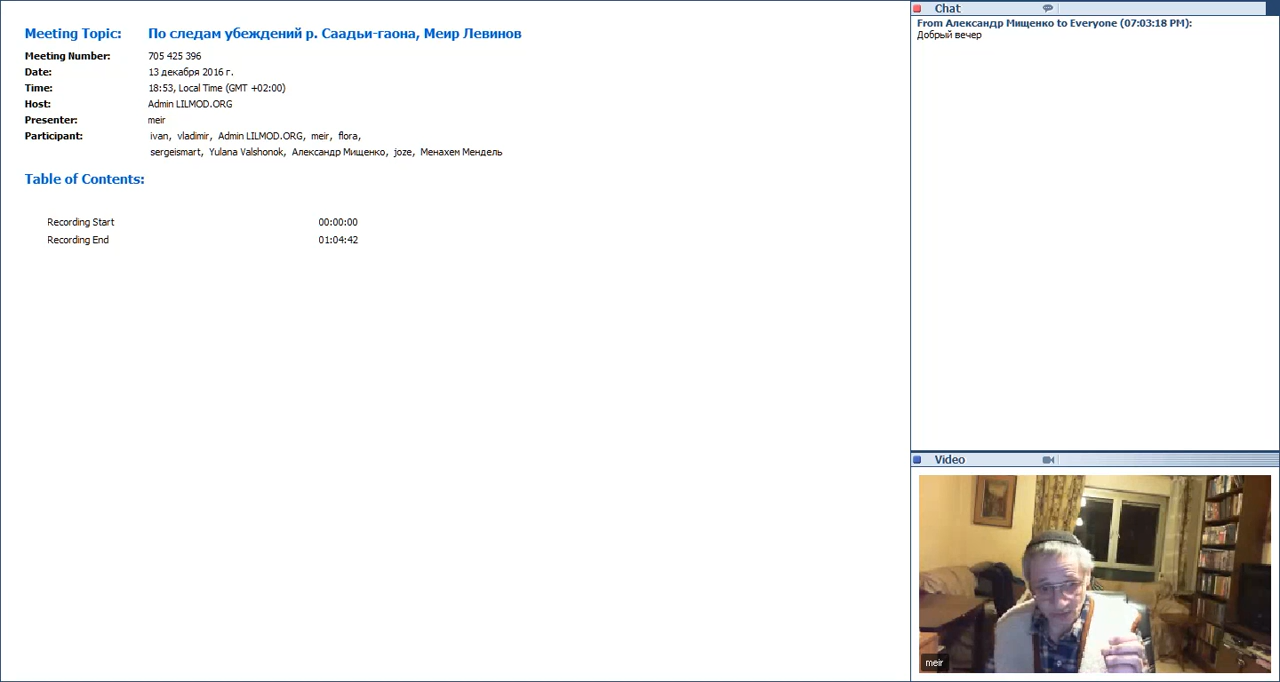 Meeting Topic: По следам убеждений р. Саадьи-гаона, Меир Левинов
Meeting Number: 705 425 396
Date: 13 декабря 2016 г.
Time: 18:53, Local Time (GMT +02:00)
Host: Admin LILMOD.ORG
Presenter: meir
Participant: ivan, vladimir, Admin LILMOD.ORG, meir, flora,
sergeismart, Yulana Valshonok, Александр Мищенко, joze, Менахем Мендель
Table of Contents:
Recording Start 00:00:00
Recording End 01:04:42
Chat
From Александр Мищенко to Everyone (07:03:18 PM):
Добрый вечер
Video
meir